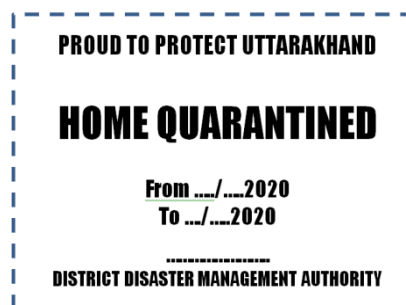 PROUD TO PROTECT UTTARAKHAND
HOME QUARANTINED
From ..../....2020
To .../....2020
......................
DISTRICT DISASTER MANAGEMENT AUTHORITY